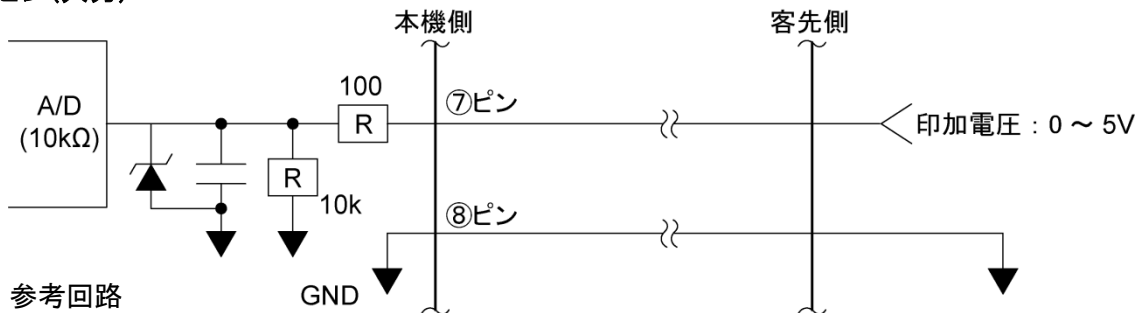 本機側
客先側
A/D
(10kΩ)
100
R
⑦ピン
印加電圧：0 ～ 5V
R
10k
⑧ピン
参考回路
GND